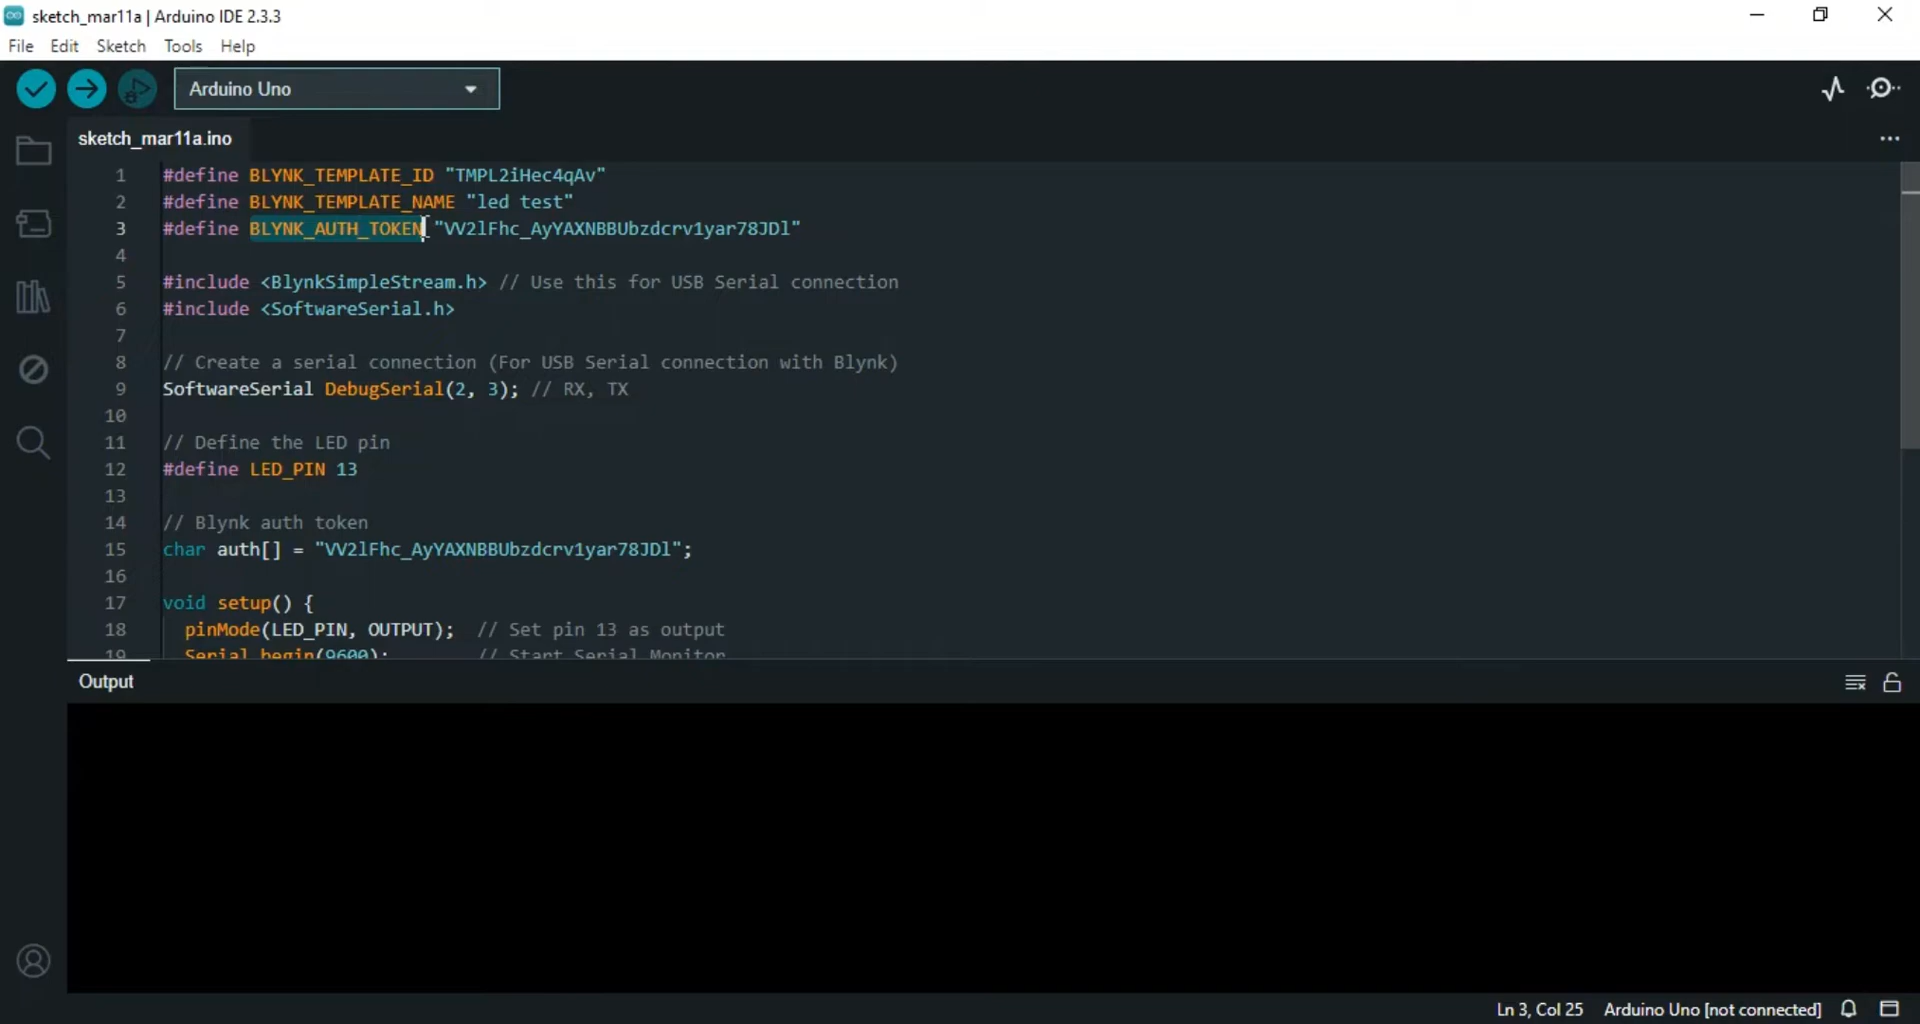 sketch_mar11a | Arduino IDE 2.3.3
File Edit Sketch Tools Help
Arduino Uno
sketch_mar11a.ino
1 #define BLYNK_TEMPLATE_ID "TMPL2iHec4qAv"
2 #define BLYNK_TEMPLATE_NAME "led test"
3 #define BLYNK_AUTH_TOKEN "VV2lFhc_AyYAXNBBUbzdcrv1yar78JDl"
4
5 #include <BlynkSimpleStream.h> // Use this for USB Serial connection
6 #include <SoftwareSerial.h>
7
8 // Create a serial connection (For USB Serial connection with Blynk)
9 SoftwareSerial DebugSerial(2, 3); // RX, TX
10
11 // Define the LED pin
12 #define LED_PIN 13
13
14 // Blynk auth token
15 char auth[] = "VV2lFhc_AyYAXNBBUbzdcrv1yar78JDl";
16
17 void setup() {
18 pinMode(LED_PIN, OUTPUT); // Set pin 13 as output
19 Serial.begin(9600); // Start Serial Monitor
Output
Ln 3, Col 25 Arduino Uno [not connected]